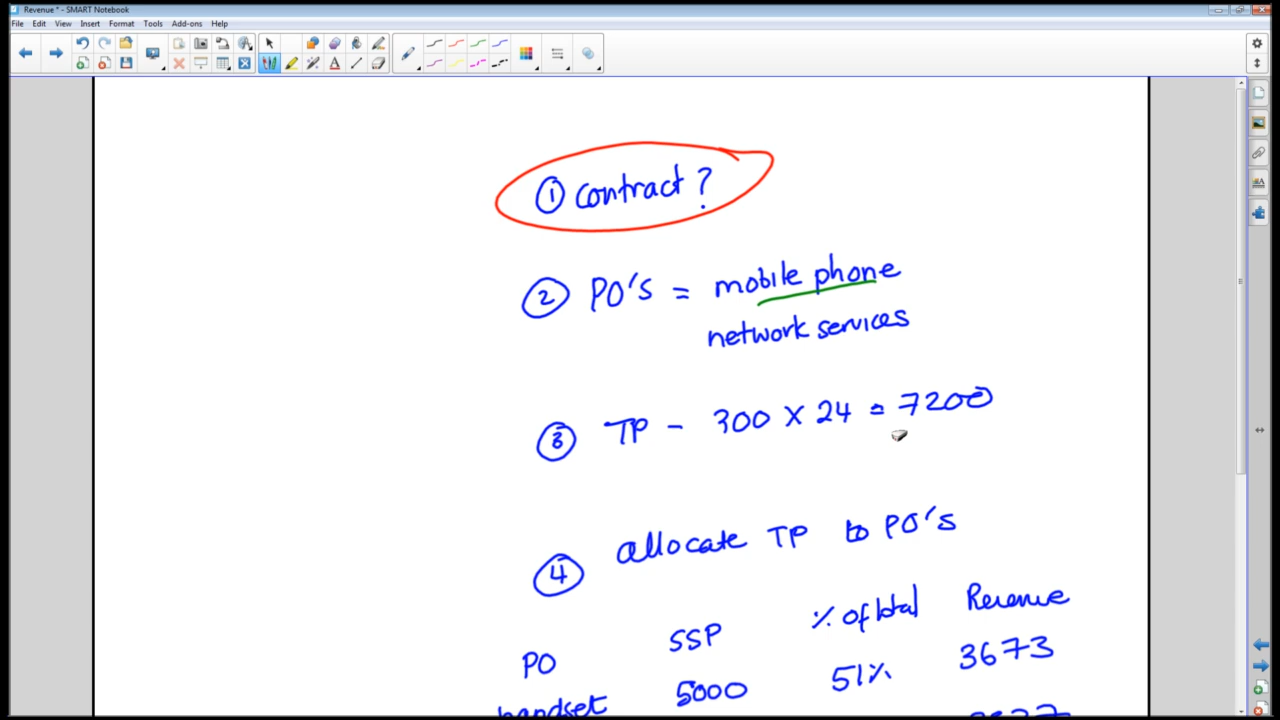 Revenue * - SMART Notebook
File Edit View Insert Format Tools Add-ons Help
① Contract ?
② PO's = mobile phone
network services
③ TP - 300 X 24 = 7200
④ allocate TP to PO's
PO SSP % of total Revenue
handset 5000 51% 3673